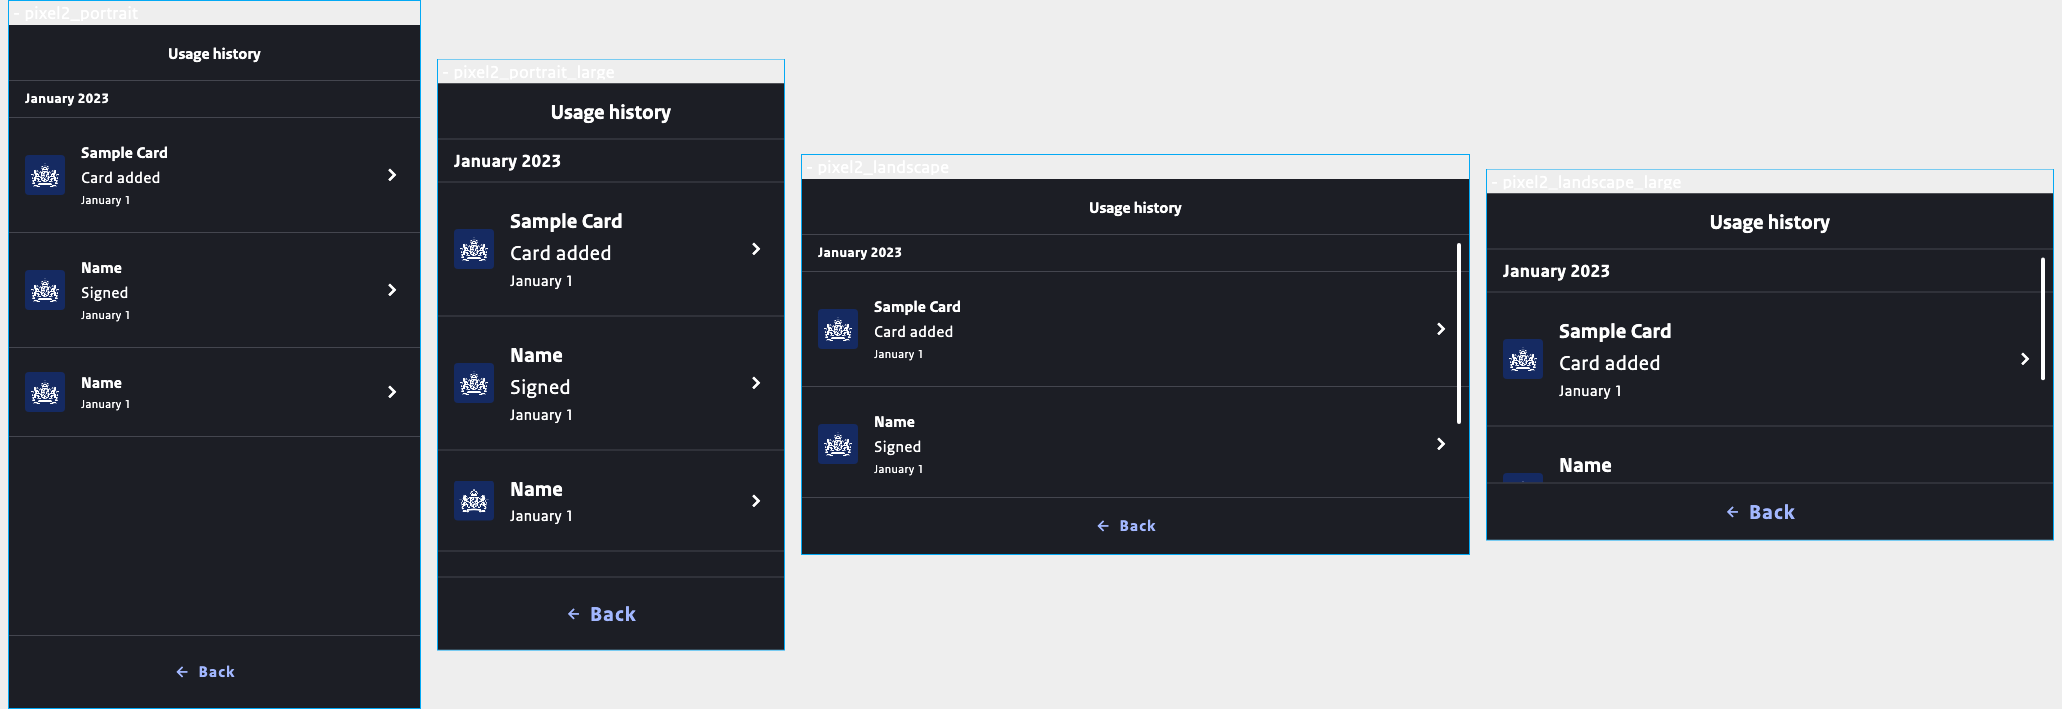 - pixel2_portrait
Usage history
January 2023
Sample Card
Card added
January 1
Name
Signed
January 1
Name
January 1
Back
- pixel2_portrait_large
Usage history
January 2023
Sample Card
Card added
January 1
Name
Signed
January 1
Name
January 1
Back
- pixel2_landscape
Usage history
January 2023
Sample Card
Card added
January 1
Name
Signed
January 1
Back
- pixel2_landscape_large
Usage history
January 2023
Sample Card
Card added
January 1
Name
Back